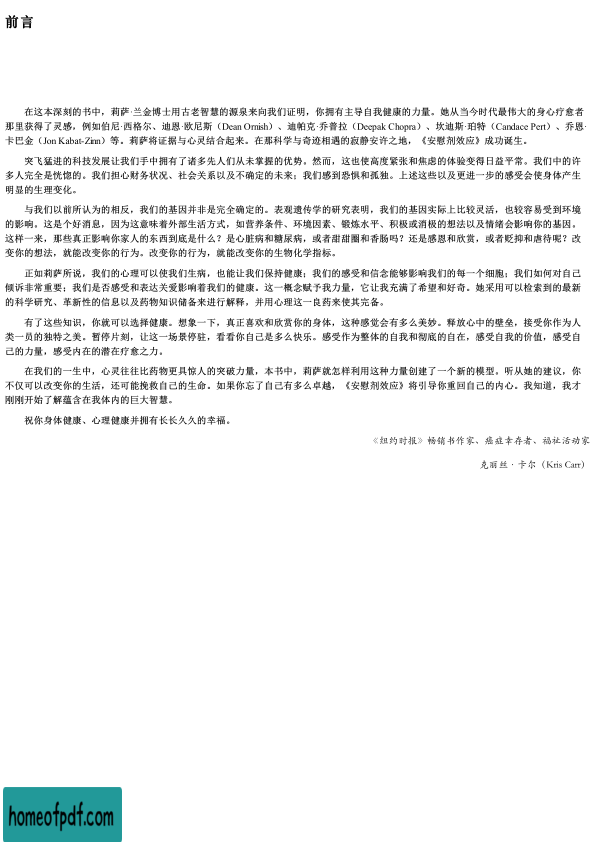 前言
在这本深刻的书中，莉萨·兰金博士用古老智慧的源泉来向我们证明，你拥有主导自我健康的力量。她从当今时代最伟大的身心疗愈者
那里获得了灵感，例如伯尼·西格尔、迪恩·欧尼斯（Dean Ornish）、迪帕克·乔普拉（Deepak Chopra）、坎迪斯·珀特（Candace Pert）、乔恩·
卡巴金（Jon Kabat-Zinn）等。莉萨将证据与心灵结合起来。在那科学与奇迹相遇的寂静安许之地，《安慰剂效应》成功诞生。
突飞猛进的科技发展让我们手中拥有了诸多先人们从未掌握的优势。然而，这也使高度紧张和焦虑的体验变得日益平常。我们中的许
多人完全是恍惚的。我们担心财务状况、社会关系以及不确定的未来；我们感到恐惧和孤独。上述这些以及更进一步的感受会使身体产生
明显的生理变化。
与我们以前所认为的相反，我们的基因并非是完全确定的。表观遗传学的研究表明，我们的基因实际上比较灵活，也较容易受到环境
的影响。这是个好消息，因为这意味着外部生活方式，如营养条件、环境因素、锻炼水平、积极或消极的想法以及情绪会影响你的基因。
这样一来，那些真正影响你家人的东西到底是什么？是心脏病和糖尿病，或者甜甜圈和香肠吗？还是感恩和欣赏，或者贬抑和虐待呢？改
变你的想法，就能改变你的行为。改变你的行为，就能改变你的生物化学指标。
正如莉萨所说，我们的心理可以使我们生病，也能让我们保持健康；我们的感受和信念能够影响我们的每一个细胞；我们如何对自己
倾诉非常重要；我们是否感受和表达关爱影响着我们的健康。这一概念赋予我力量，它让我充满了希望和好奇。她采用可以检索到的最新
的科学研究、革新性的信息以及药物知识储备来进行解释，并用心理这一良药来使其完备。
有了这些知识，你就可以选择健康。想象一下，真正喜欢和欣赏你的身体，这种感觉会有多么美妙。释放心中的壁垒，接受你作为人
类一员的独特之美。暂停片刻，让这一场景停驻，看看你自己是多么快乐。感受作为整体的自我和彻底的自在，感受自我的价值，感受自
己的力量，感受内在的潜在疗愈之力。
在我们的一生中，心灵往往比药物更具惊人的突破力量，本书中，莉萨就怎样利用这种力量创建了一个新的模型。听从她的建议，你
不仅可以改变你的生活，还可能挽救自己的生命。如果你忘了自己有多么卓越，《安慰剂效应》将引导你重回自己的内心。我知道，我才
刚刚开始了解蕴含在我体内的巨大智慧。
祝你身体健康、心理健康并拥有长长久久的幸福。
《纽约时报》畅销书作家、癌症幸存者、福祉活动家
克丽丝·卡尔（Kris Carr）
homeofpdf.com